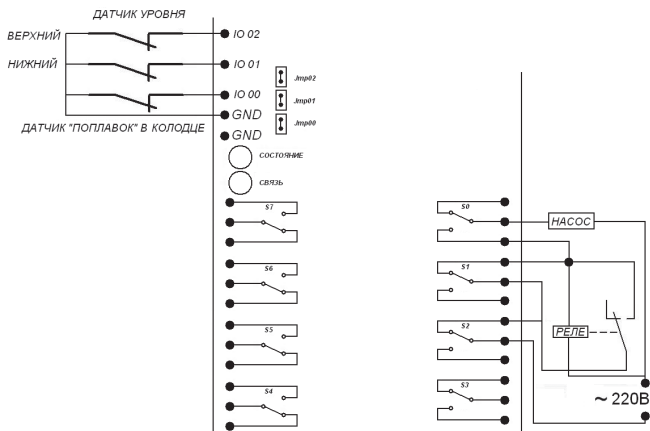 ДАТЧИК УРОВНЯ
ВЕРХНИЙ
IO 02
НИЖНИЙ
IO 01
Jmp02
IO 00
Jmp01
GND
Jmp00
ДАТЧИК "ПОПЛАВОК" В КОЛОДЦЕ
GND
СОСТОЯНИЕ
СВЯЗЬ
S7
S0
НАСОС
S6
S1
S5
S2
РЕЛЕ
S4
S3
~ 220В